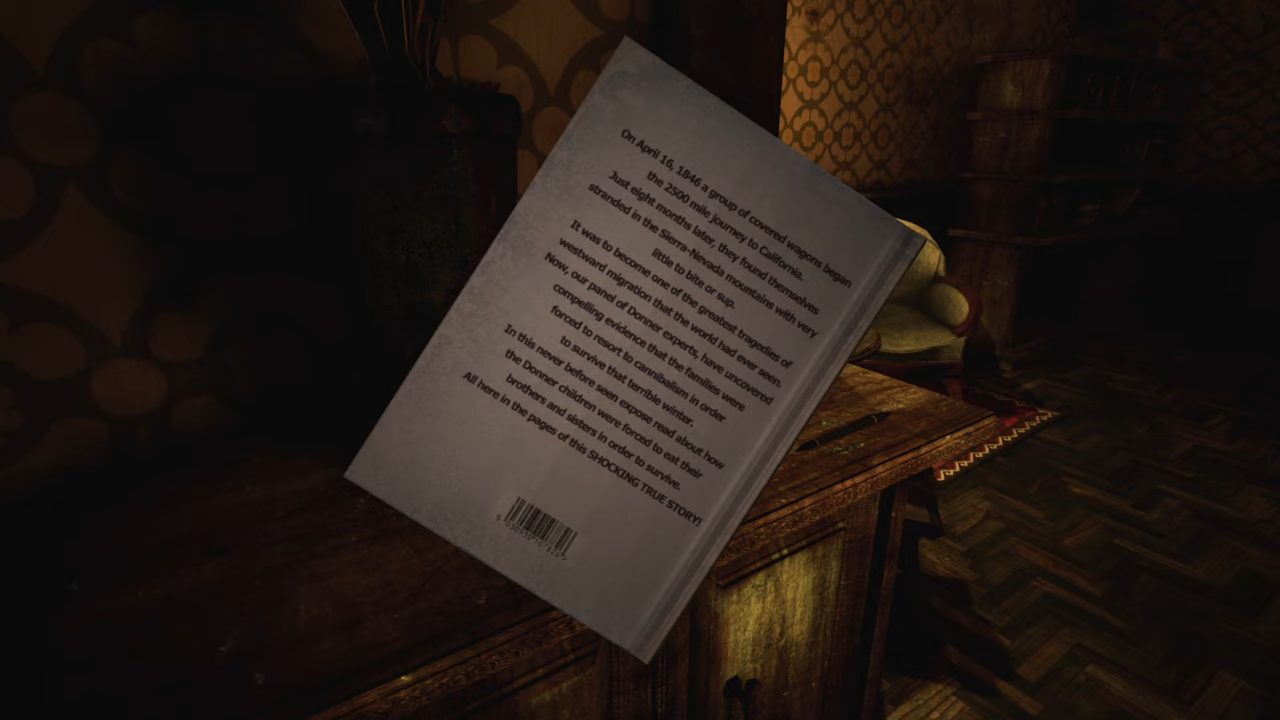 On April 16, 1846 a group of covered wagons began
the 2500 mile journey to California.
Just eight months later, they found themselves
stranded in the Sierra-Nevada mountains with very
little to bite or sup.
It was to become one of the greatest tragedies of
westward migration that the world had ever seen.
Now, our panel of Donner experts, have uncovered
compelling evidence that the families were
forced to resort to cannibalism in order
to survive that terrible winter.
In this never before seen expose read about how
the Donner children were forced to eat their
brothers and sisters in order to survive.
All here in the pages of this SHOCKING TRUE STORY!